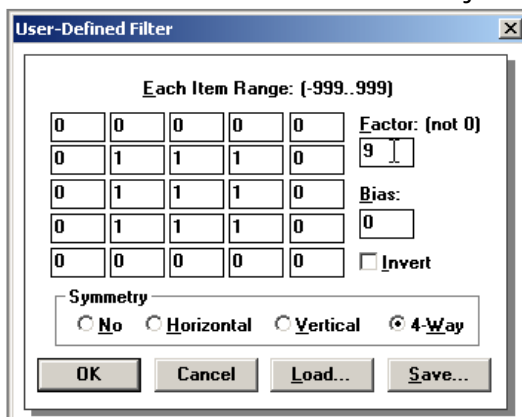 User-Defined Filter
Each Item Range: (-999..999)
0 0 0 0 0 Factor: (not 0)
0 1 1 1 0 9
0 1 1 1 0 Bias:
0 1 1 1 0 0
0 0 0 0 0 Invert
Symmetry
No Horizontal Vertical 4-Way
OK Cancel Load... Save...